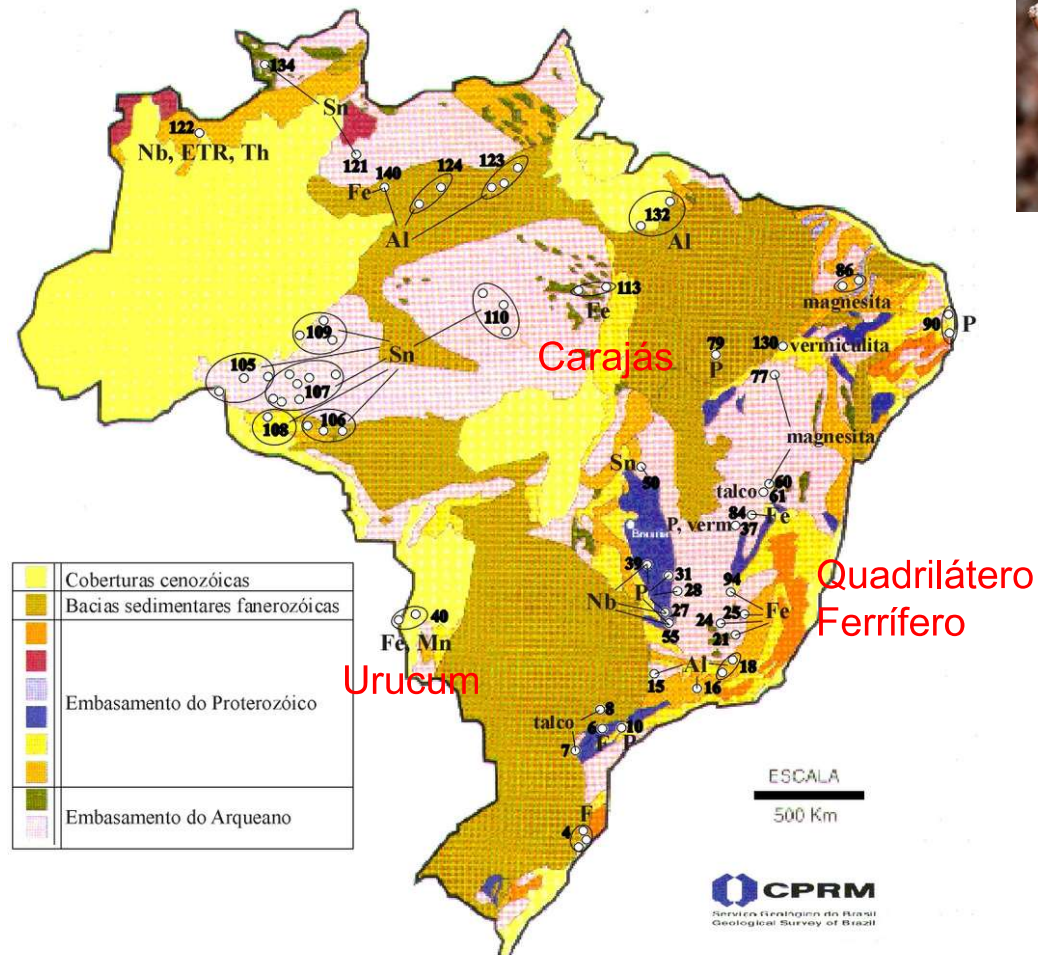 134
Sn
122
Nb, ETR, Th
121
140
Fe
124
123
Al
132
Al
86
magnesita
90
P
113
Fe
110
109
Sn
105
107
108
106
Carajás
79
P
130
vermiculita
77
magnesita
Sn
50
60
talco
61
84
Fe
P, verm
37
39
31
P
28
94
Nb
27
25
Fe
24
55
21
Quadrilátero
Ferrífero
40
Fe, Mn
Urucum
Al
18
15
16
8
talco
6
10
F
P
7
F
4
Coberturas cenozóicas
Bacias sedimentares fanerozóicas
Embasamento do Proterozóico
Embasamento do Arqueano
ESCALA
500 Km
CPRM
Serviço Geológico do Brasil
Geological Survey of Brazil